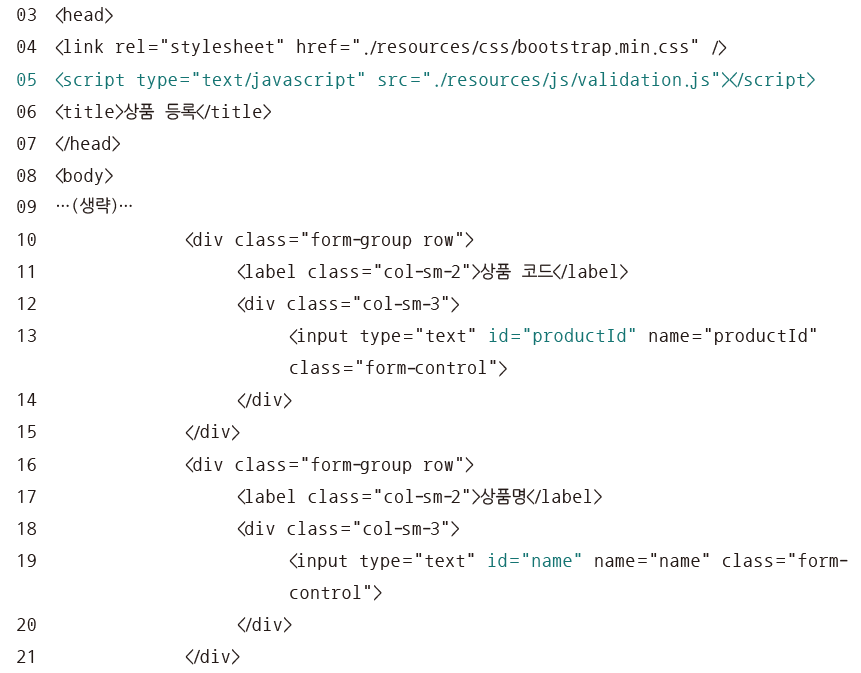 03 <head>
04 <link rel="stylesheet" href="./resources/css/bootstrap.min.css" />
05 <script type="text/javascript" src="./resources/js/validation.js"></script>
06 <title>상품 등록</title>
07 </head>
08 <body>
09 …(생략)…
10 <div class="form-group row">
11 <label class="col-sm-2">상품 코드</label>
12 <div class="col-sm-3">
13 <input type="text" id="productId" name="productId"
class="form-control">
14 </div>
15 </div>
16 <div class="form-group row">
17 <label class="col-sm-2">상품명</label>
18 <div class="col-sm-3">
19 <input type="text" id="name" name="name" class="form-
control">
20 </div>
21 </div>